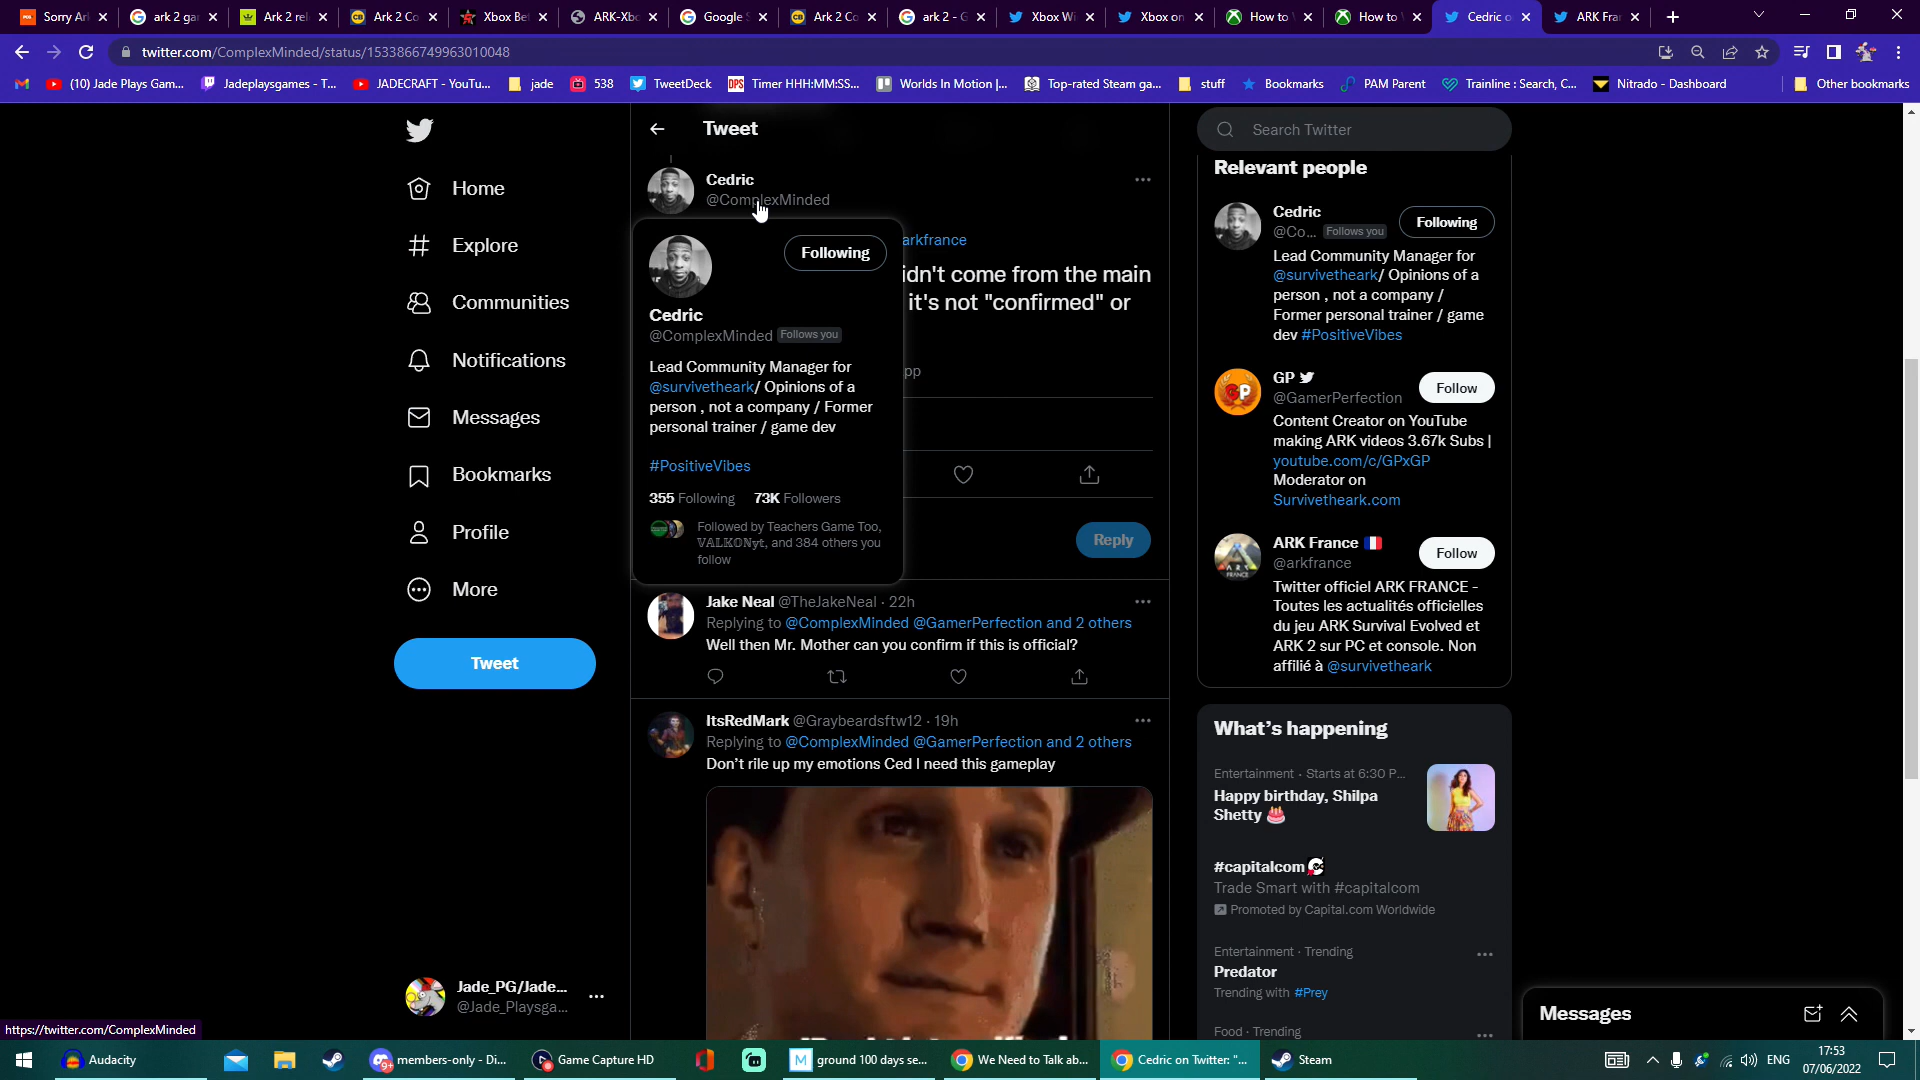 Sorry Ar
ark 2 ga
Ark 2 rel
Ark 2 Co
Xbox Be
ARK-Xbo
Google S
Ark 2 Co
ark 2 - G
Xbox Wi
Xbox on
How to
How to
Cedric o
ARK Fra
twitter.com/ComplexMinded/status/1533866749963010048
(10) Jade Plays Gam...
Jadeplaysgames - T...
JADECRAFT - YouTu...
jade
538
TweetDeck
Timer HHH:MM:SS...
Worlds In Motion |...
Top-rated Steam ga...
stuff
Bookmarks
PAM Parent
Trainline : Search, C...
Nitrado - Dashboard
Other bookmarks
Home
Explore
Communities
Notifications
Messages
Bookmarks
Profile
More
Tweet
Jade_PG/Jade...
@Jade_Playsga...
https://twitter.com/ComplexMinded
Tweet
Cedric
@ComplexMinded
arkfrance
idn't come from the main
it's not "confirmed" or
pp
Following
Cedric
@ComplexMinded Follows you
Lead Community Manager for
@survivetheark/ Opinions of a
person , not a company / Former
personal trainer / game dev
#PositiveVibes
355 Following 73K Followers
Followed by Teachers Game Too,
𝕍𝔸𝕃𝕂𝕆ℕyt, and 384 others you
follow
Reply
Jake Neal @TheJakeNeal · 22h
Replying to @ComplexMinded @GamerPerfection and 2 others
Well then Mr. Mother can you confirm if this is official?
ItsRedMark @Graybeardsftw12 · 19h
Replying to @ComplexMinded @GamerPerfection and 2 others
Don't rile up my emotions Ced I need this gameplay
Search Twitter
Relevant people
Cedric
@Co... Follows you
Following
Lead Community Manager for
@survivetheark/ Opinions of a
person , not a company /
Former personal trainer / game
dev #PositiveVibes
GP
@GamerPerfection
Follow
Content Creator on YouTube
making ARK videos 3.67k Subs |
youtube.com/c/GPxGP
Moderator on
Survivetheark.com
ARK France 🇫🇷
@arkfrance
Follow
Twitter officiel ARK FRANCE -
Toutes les actualités officielles
du jeu ARK Survival Evolved et
ARK 2 sur PC et console. Non
affilié à @survivetheark
What's happening
Entertainment · Starts at 6:30 P...
Happy birthday, Shilpa
Shetty 🎂
#capitalcom
Trade Smart with #capitalcom
Promoted by Capital.com Worldwide
Entertainment · Trending
Predator
Trending with #Prey
Food · Trending
Messages
Audacity
members-only - Di...
Game Capture HD
ground 100 days se...
We Need to Talk ab...
Cedric on Twitter: "...
Steam
ENG
17:53
07/06/2022